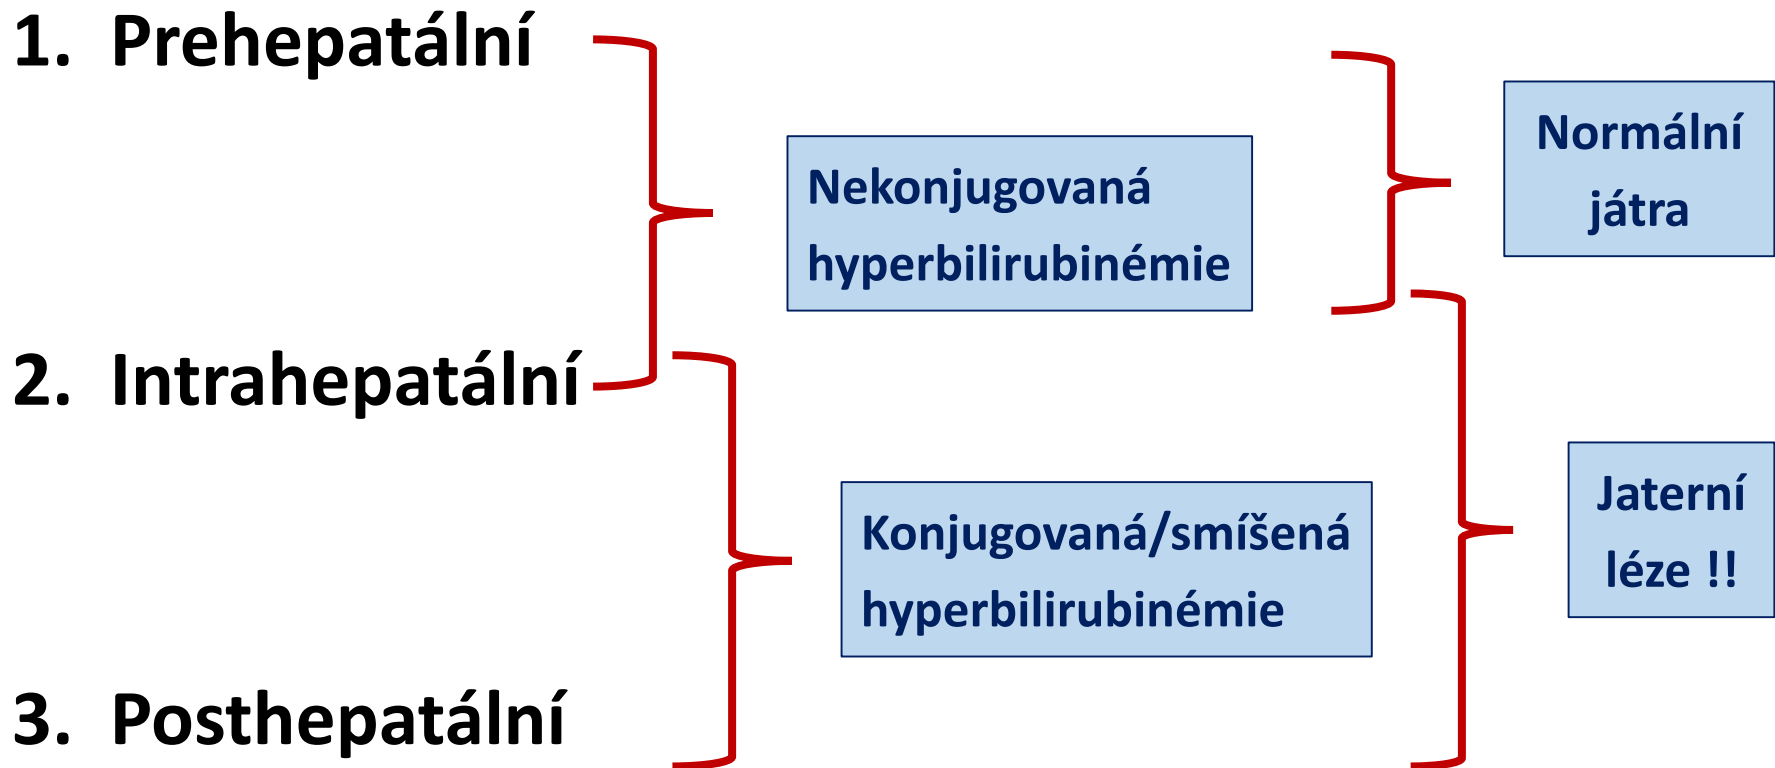 1. Prehepatální
Normální
játra
Nekonjugovaná
hyperbilirubinémie
2. Intrahepatální
Konjugovaná/smíšená
hyperbilirubinémie
Jaterní
léze !!
3. Posthepatální